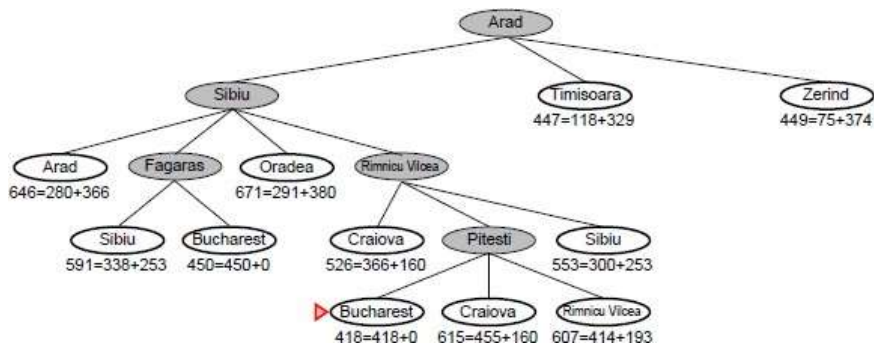 Arad
Sibiu Timisoara Zerind
447=118+329 449=75+374
Arad Fagaras Oradea Rimnicu Vilcea
646=280+366 671=291+380
Sibiu Bucharest Craiova Pitesti Sibiu
591=338+253 450=450+0 526=366+160 553=300+253
Bucharest Craiova Rimnicu Vilcea
418=418+0 615=455+160 607=414+193